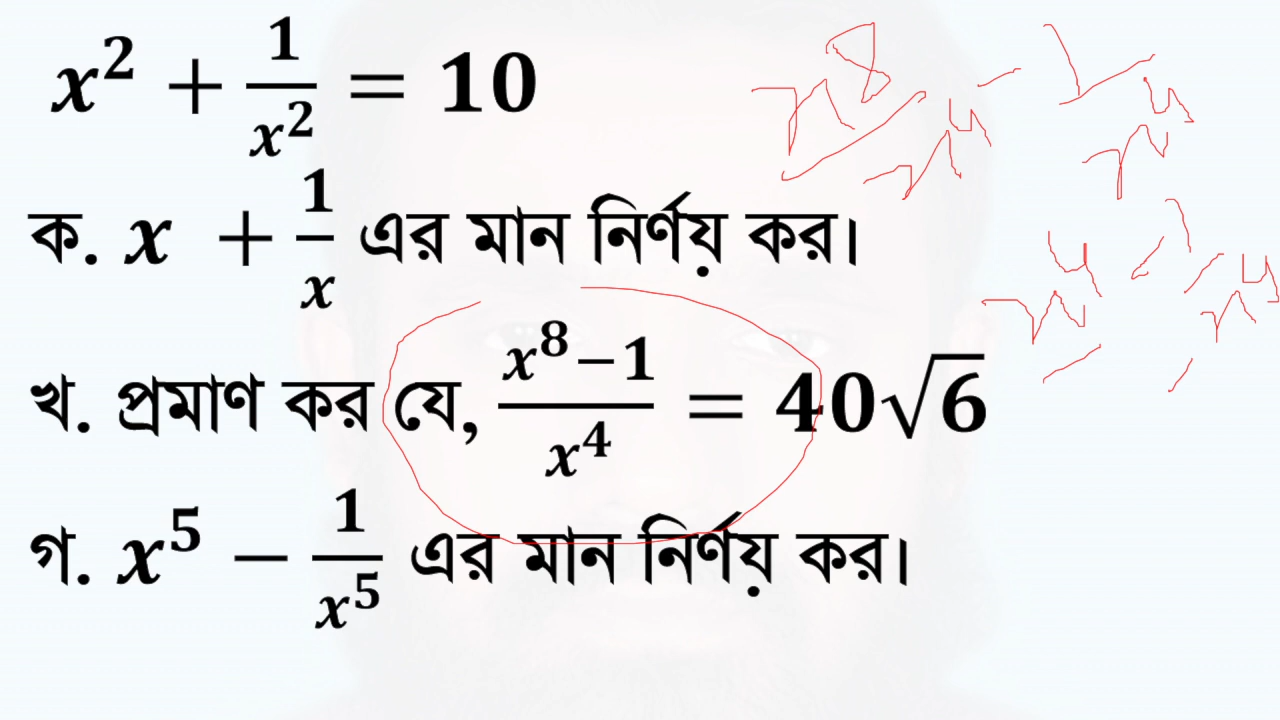 x² + 1/x² = 10
ক. x + 1/x এর মান নির্ণয় কর।
খ. প্রমাণ কর যে, (x⁸−1)/x⁴ = 40√6
গ. x⁵ − 1/x⁵ এর মান নির্ণয় কর।